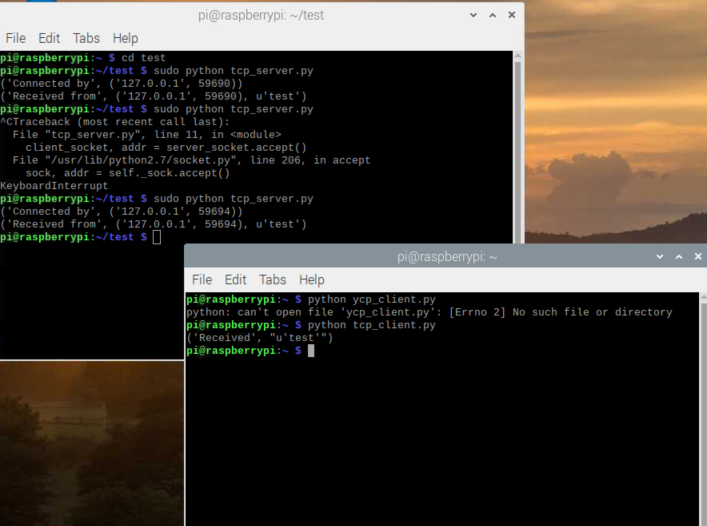 pi@raspberrypi: ~/test
File Edit Tabs Help
pi@raspberrypi:~ $ cd test
pi@raspberrypi:~/test $ sudo python tcp_server.py
('Connected by', ('127.0.0.1', 59690))
('Received from', ('127.0.0.1', 59690), u'test')
pi@raspberrypi:~/test $ sudo python tcp_server.py
^CTraceback (most recent call last):
  File "tcp_server.py", line 11, in <module>
    client_socket, addr = server_socket.accept()
  File "/usr/lib/python2.7/socket.py", line 206, in accept
    sock, addr = self._sock.accept()
KeyboardInterrupt
pi@raspberrypi:~/test $ sudo python tcp_server.py
('Connected by', ('127.0.0.1', 59694))
('Received from', ('127.0.0.1', 59694), u'test')
pi@raspberrypi:~/test $
pi@raspberrypi: ~
File Edit Tabs Help
pi@raspberrypi:~ $ python ycp_client.py
python: can't open file 'ycp_client.py': [Errno 2] No such file or directory
pi@raspberrypi:~ $ python tcp_client.py
('Received', "u'test'")
pi@raspberrypi:~ $